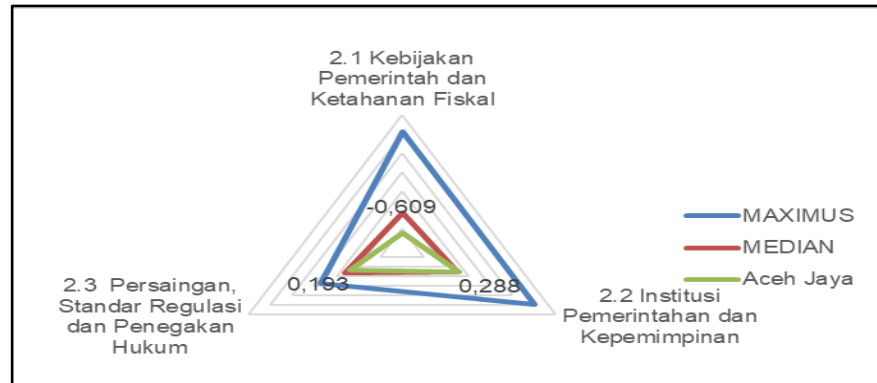 2.1 Kebijakan
Pemerintah dan
Ketahanan Fiskal
-0,609
MAXIMUS
MEDIAN
Aceh Jaya
2.3 Persaingan,
Standar Regulasi
dan Penegakan
Hukum
0,193
0,288
2.2 Institusi
Pemerintahan dan
Kepemimpinan